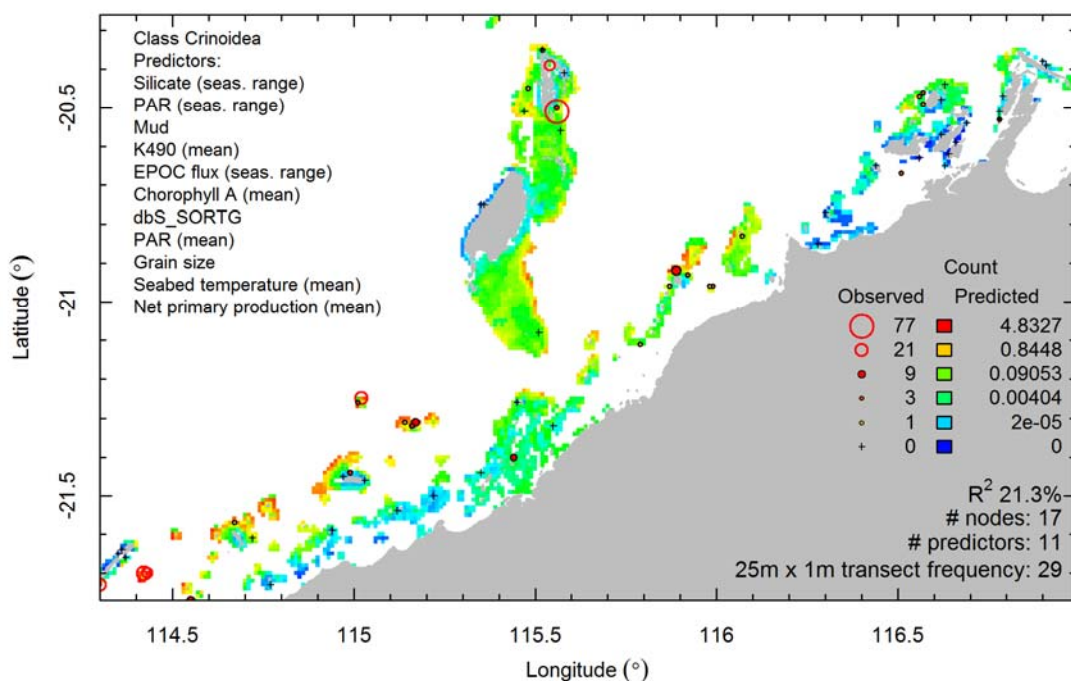 Class Crinoidea
Predictors:
Silicate (seas. range)
PAR (seas. range)
Mud
K490 (mean)
EPOC flux (seas. range)
Chorophyll A (mean)
dbS_SORTG
PAR (mean)
Grain size
Seabed temperature (mean)
Net primary production (mean)
-20.5
-21
-21.5
Latitude (°)
Count
Observed Predicted
77 4.8327
21 0.8448
9 0.09053
3 0.00404
1 2e-05
0 0
R² 21.3%
# nodes: 17
# predictors: 11
25m x 1m transect frequency: 29
114.5 115 115.5 116 116.5
Longitude (°)